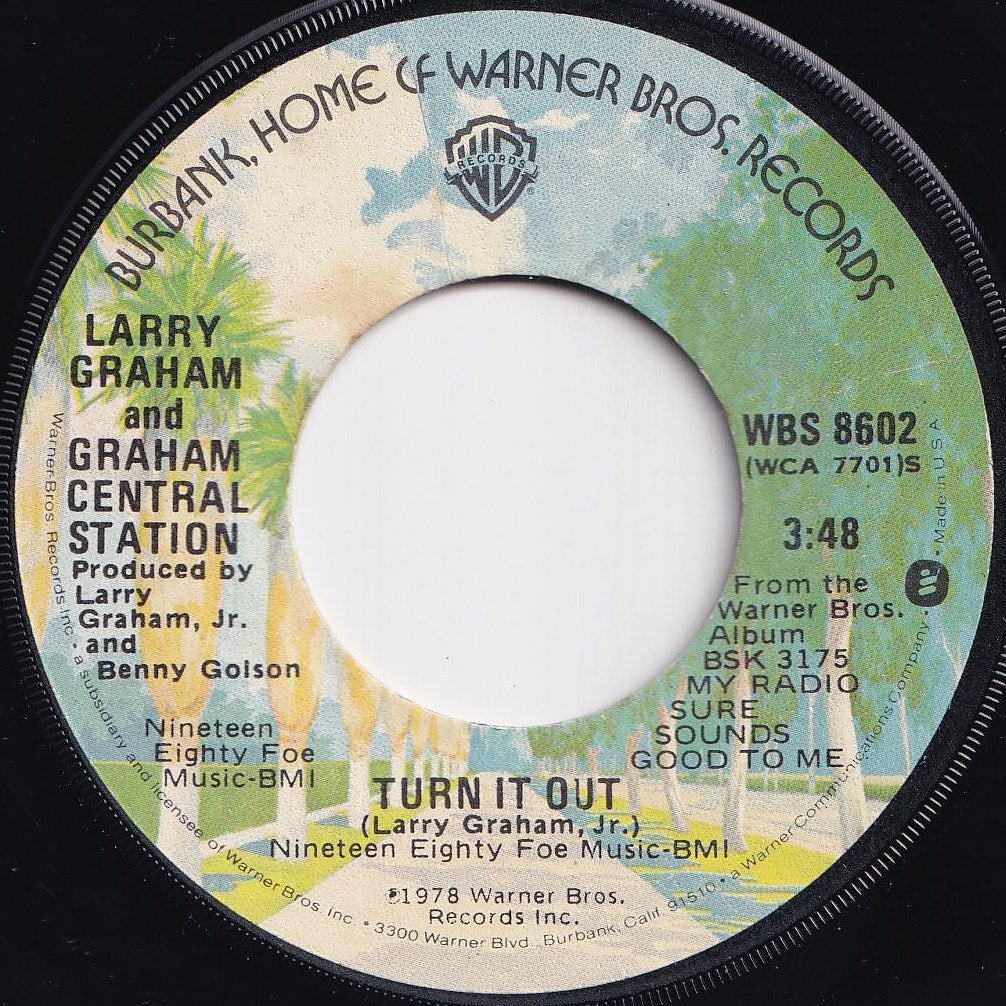 BURBANK, HOME OF WARNER BROS. RECORDS
WB
RECORDS
LARRY
GRAHAM
and
GRAHAM
CENTRAL
STATION
Produced by
Larry
Graham, Jr.
and
Benny Golson
Nineteen
Eighty Foe
Music-BMI
WBS 8602
(WCA 7701)S
3:48
From the
Warner Bros.
Album
BSK 3175
MY RADIO
SURE
SOUNDS
GOOD TO ME
TURN IT OUT
(Larry Graham, Jr.)
Nineteen Eighty Foe Music-BMI
℗1978 Warner Bros.
Records Inc.
Warner Bros. Records Inc. • a subsidiary and licensee of Warner Bros. Inc. • 3300 Warner Blvd., Burbank, Calif. 91510 • a Warner Communications Company • Made in U.S.A.